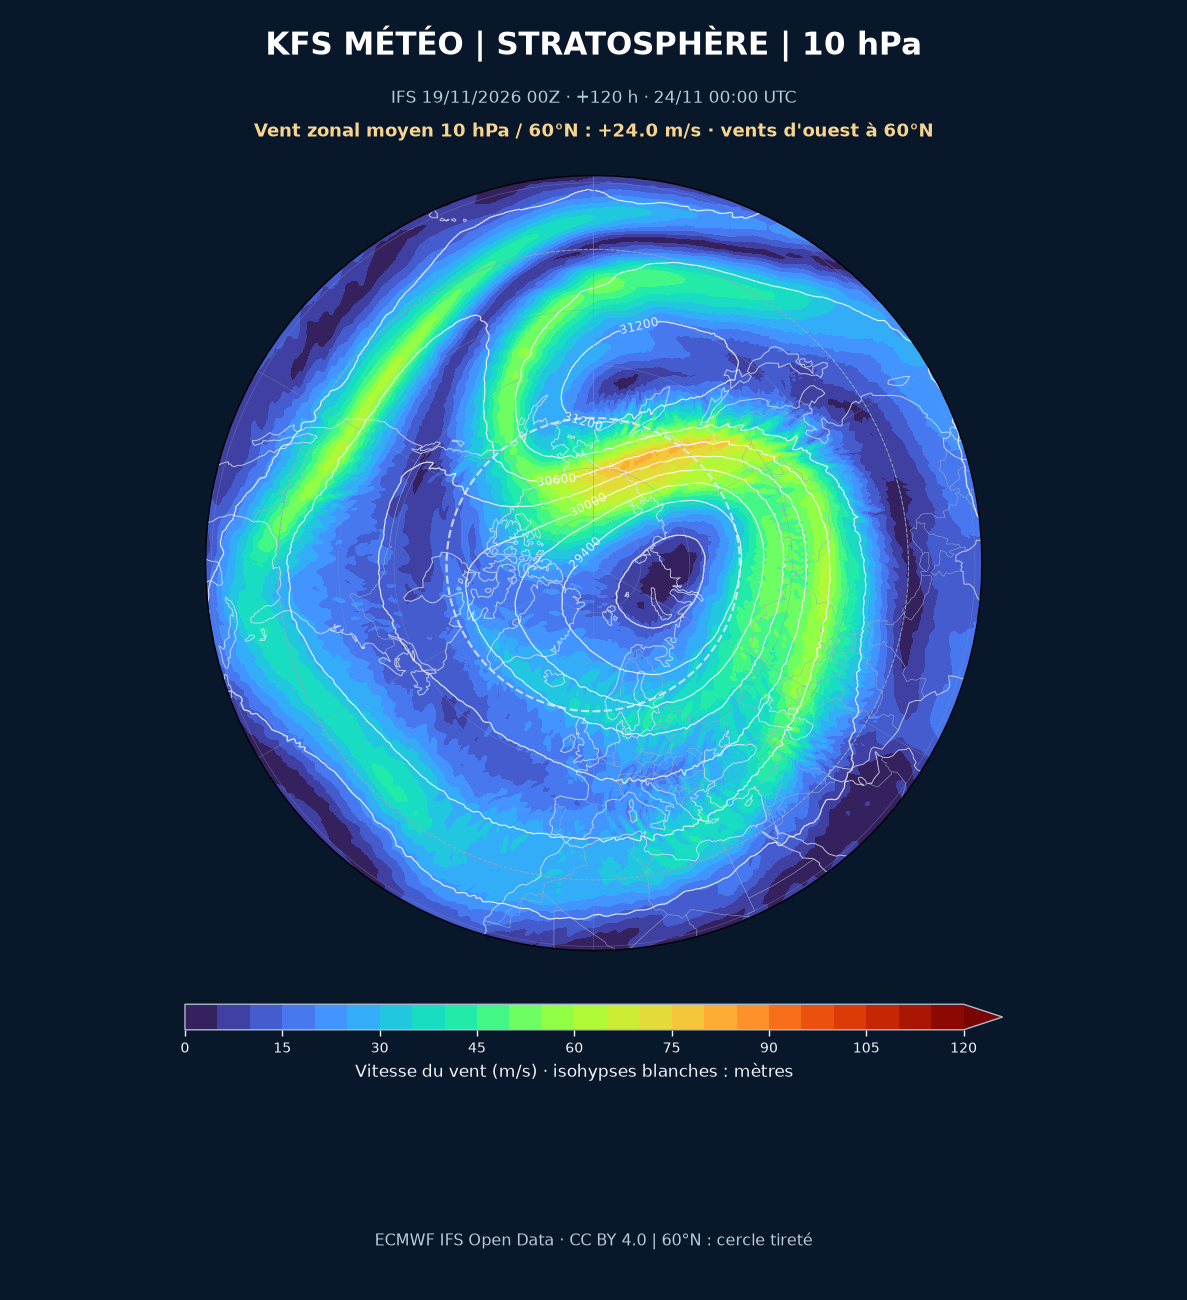 KFS MÉTÉO | STRATOSPHÈRE | 10 hPa
IFS 19/11/2026 00Z · +120 h · 24/11 00:00 UTC
Vent zonal moyen 10 hPa / 60°N : +24.0 m/s · vents d'ouest à 60°N
31200
31200
30600
30000
29400
0 15 30 45 60 75 90 105 120
Vitesse du vent (m/s) · isohypses blanches : mètres
ECMWF IFS Open Data · CC BY 4.0 | 60°N : cercle tireté